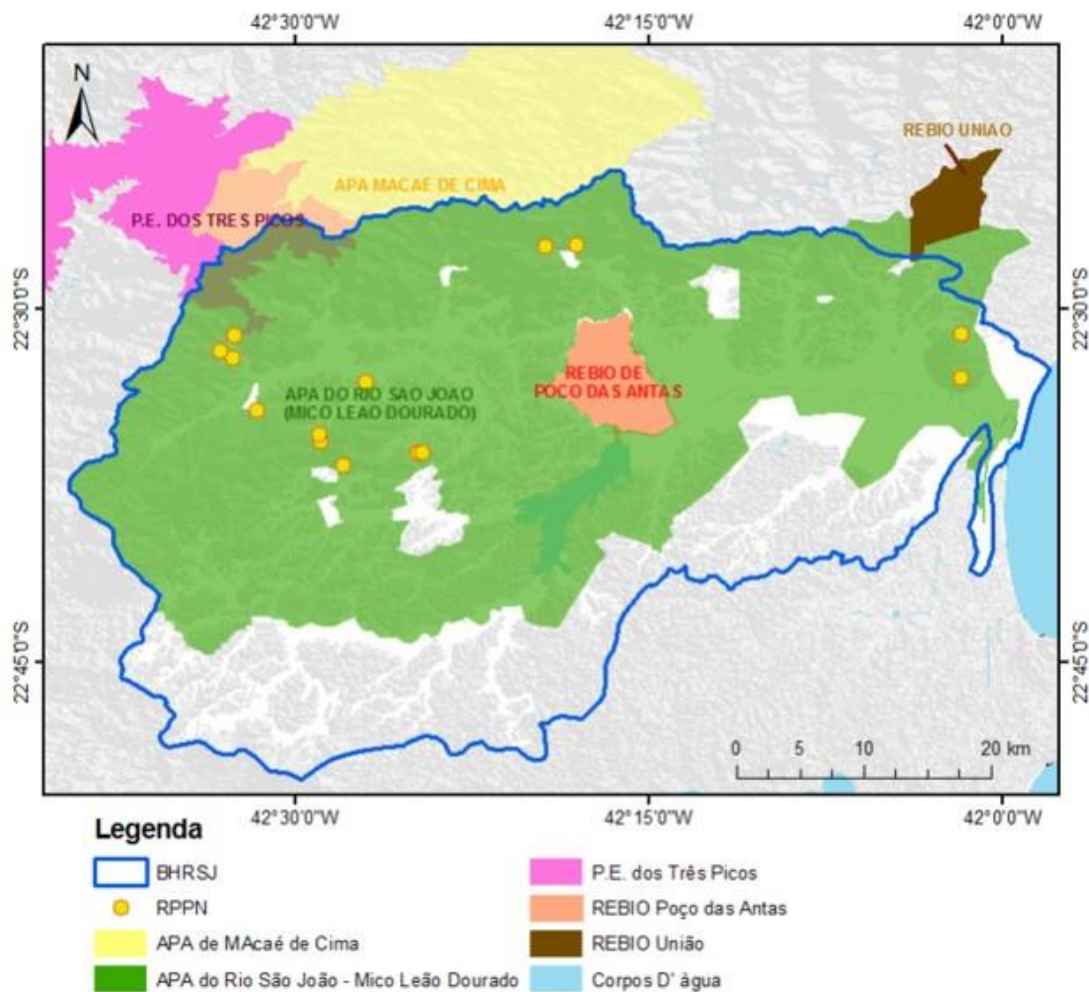 42°30'0"W 42°15'0"W 42°0'0"W
N
REBIO UNIAO
APA MACAE DE CIMA
P.E. DOS TRES PICOS
22°30'0"S 22°30'0"S
REBIO DE
POCO DAS ANTAS
APA DO RIO SAO JOAO
(MICO LEAO DOURADO)
22°45'0"S 22°45'0"S
0 5 10 20 km
42°30'0"W 42°15'0"W 42°0'0"W
Legenda
BHRSJ P.E. dos Três Picos
RPPN REBIO Poço das Antas
APA de MAcaé de Cima REBIO União
APA do Rio São João - Mico Leão Dourado Corpos D' àgua